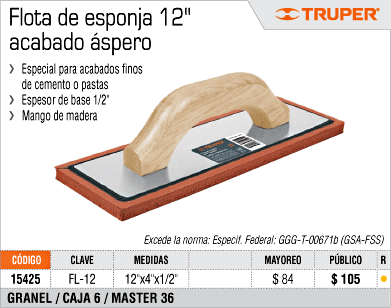 Flota de esponja 12"
acabado áspero
TRUPER®
› Especial para acabados finos
de cemento o pastas
› Espesor de base 1/2"
› Mango de madera
TRUPER
Excede la norma: Especif. Federal: GGG-T-00671b (GSA-FSS)
CÓDIGO CLAVE MEDIDAS MAYOREO PÚBLICO R
15425 FL-12 12"x4"x1/2" $ 84 $ 105
GRANEL / CAJA 6 / MASTER 36